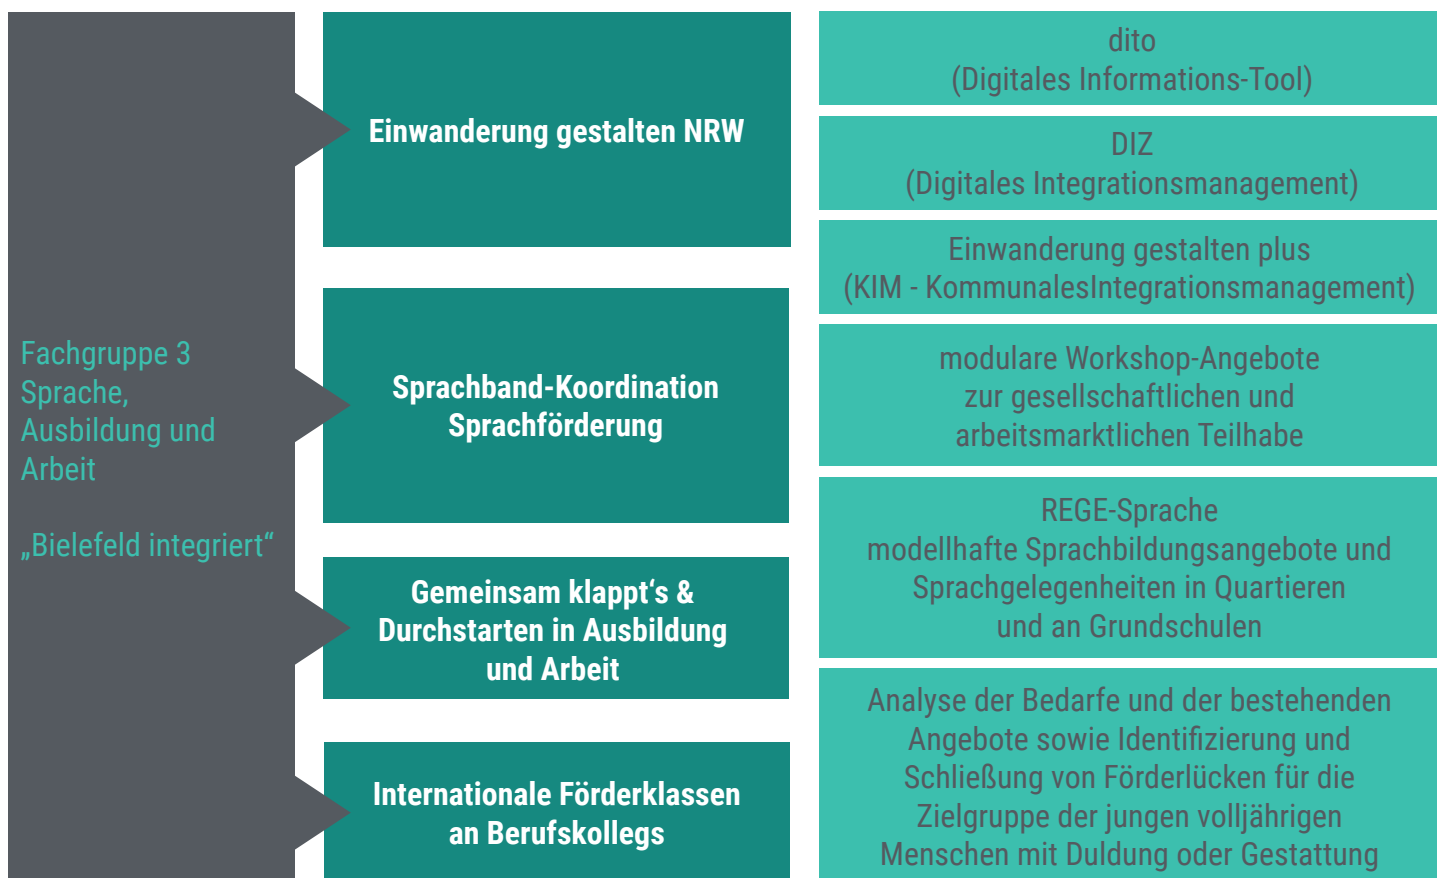 Fachgruppe 3
Sprache,
Ausbildung und
Arbeit
„Bielefeld integriert“
Einwanderung gestalten NRW
Sprachband-Koordination
Sprachförderung
Gemeinsam klappt‘s &
Durchstarten in Ausbildung
und Arbeit
Internationale Förderklassen
an Berufskollegs
dito
(Digitales Informations-Tool)
DIZ
(Digitales Integrationsmanagement)
Einwanderung gestalten plus
(KIM - KommunalesIntegrationsmanagement)
modulare Workshop-Angebote
zur gesellschaftlichen und
arbeitsmarktlichen Teilhabe
REGE-Sprache
modellhafte Sprachbildungsangebote und
Sprachgelegenheiten in Quartieren
und an Grundschulen
Analyse der Bedarfe und der bestehenden
Angebote sowie Identifizierung und
Schließung von Förderlücken für die
Zielgruppe der jungen volljährigen
Menschen mit Duldung oder Gestattung